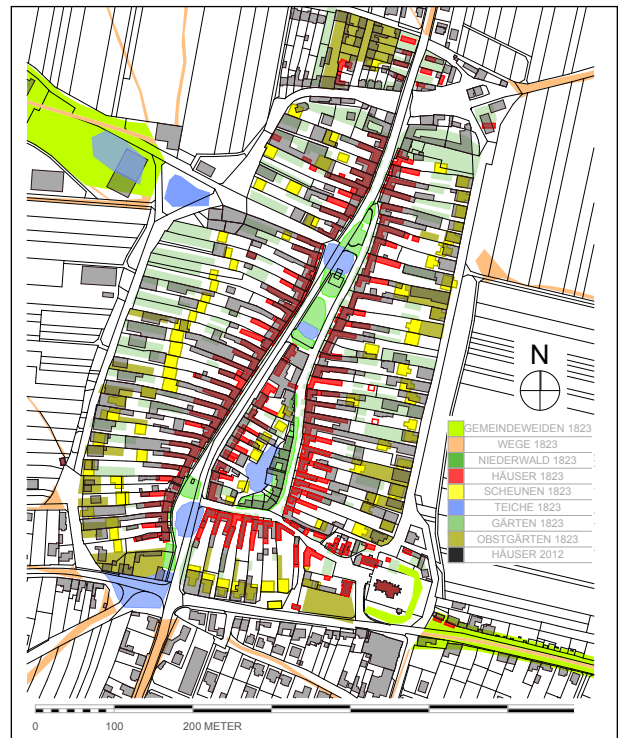 N
GEMEINDEWEIDEN 1823
WEGE 1823
NIEDERWALD 1823
HÄUSER 1823
SCHEUNEN 1823
TEICHE 1823
GÄRTEN 1823
OBSTGÄRTEN 1823
HÄUSER 2012
0 100 200 METER